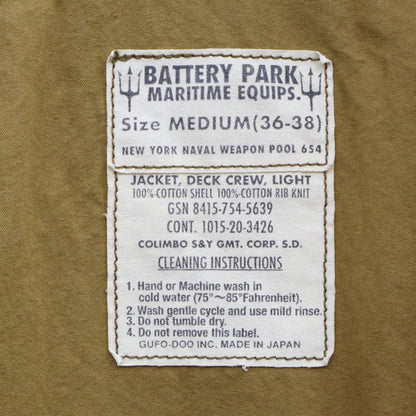 BATTERY PARK
MARITIME EQUIPS.
Size MEDIUM(36-38)
NEW YORK NAVAL WEAPON POOL 654
JACKET, DECK CREW, LIGHT
100%COTTON SHELL 100%COTTON RIB KNIT
GSN 8415-754-5639
CONT. 1015-20-3426
COLIMBO S&Y GMT. CORP. S.D.
CLEANING INSTRUCTIONS
1. Hand or Machine wash in
cold water (75°～85°Fahrenheit).
2. Wash gentle cycle and use mild rinse.
3. Do not tumble dry.
4. Do not remove this label.
GUFO-DOO INC. MADE IN JAPAN